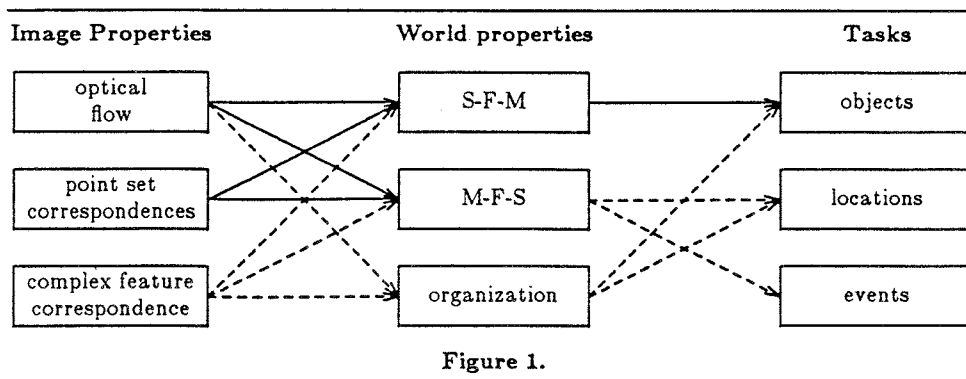 Image Properties
World properties
Tasks
optical
flow
S-F-M
objects
point set
correspondences
M-F-S
locations
complex feature
correspondence
organization
events
Figure 1.